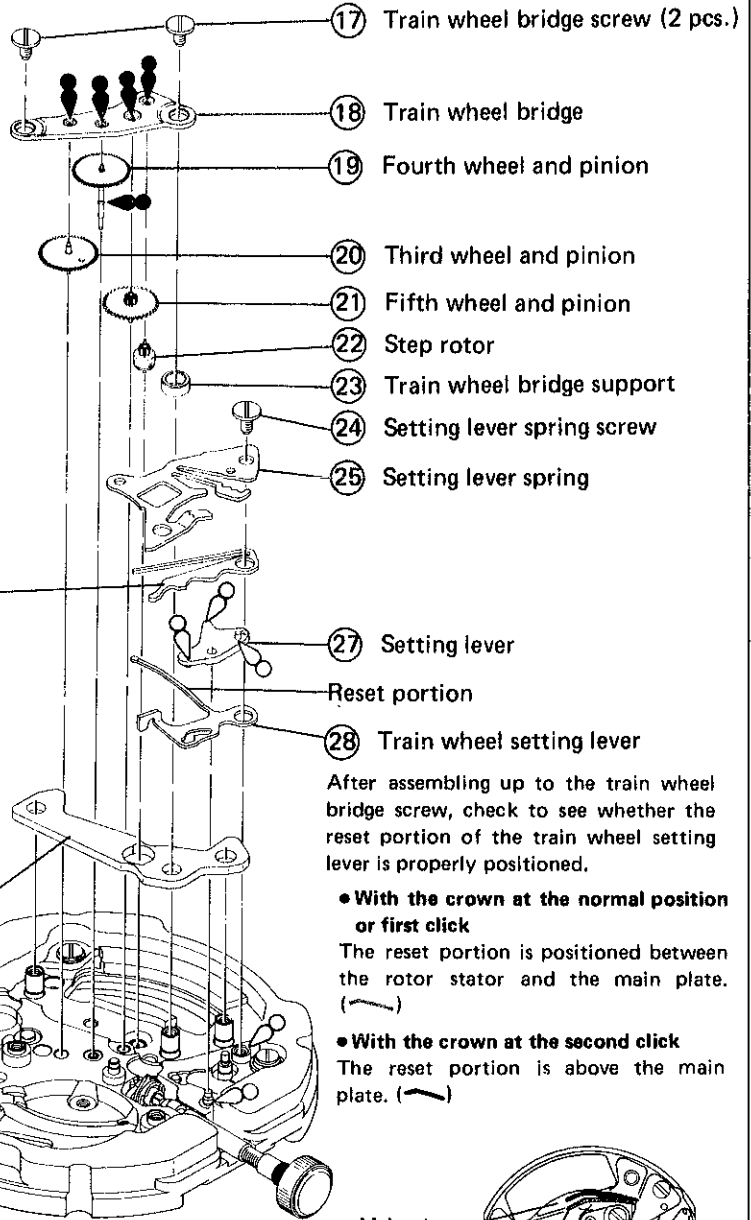 17 Train wheel bridge screw (2 pcs.)
18 Train wheel bridge
19 Fourth wheel and pinion
20 Third wheel and pinion
21 Fifth wheel and pinion
22 Step rotor
23 Train wheel bridge support
24 Setting lever spring screw
25 Setting lever spring
27 Setting lever
Reset portion
28 Train wheel setting lever
After assembling up to the train wheel
bridge screw, check to see whether the
reset portion of the train wheel setting
lever is properly positioned.
• With the crown at the normal position
or first click
The reset portion is positioned between
the rotor stator and the main plate.
( )
• With the crown at the second click
The reset portion is above the main
plate. ( )